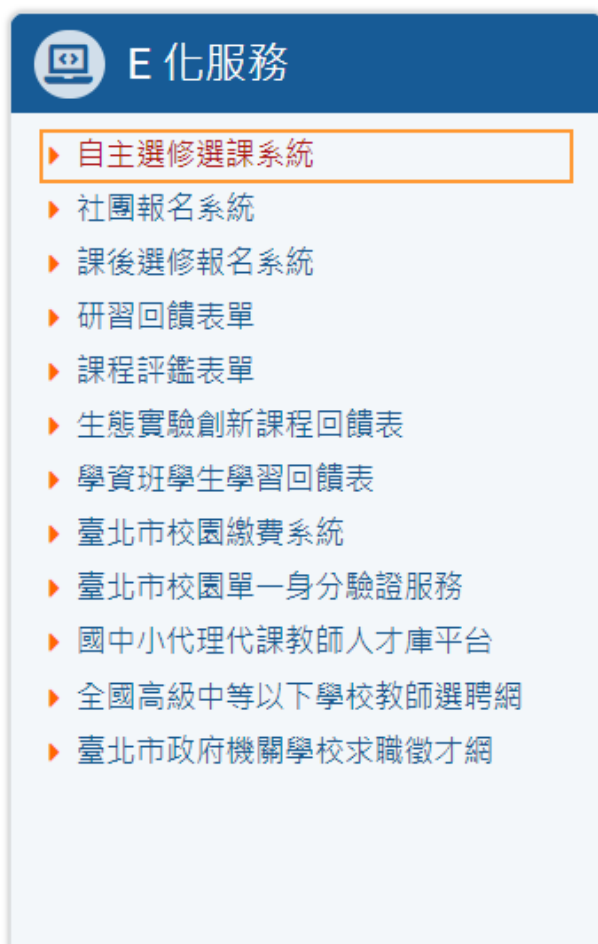 E 化服務
自主選修選課系統
社團報名系統
課後選修報名系統
研習回饋表單
課程評鑑表單
生態實驗創新課程回饋表
學資班學生學習回饋表
臺北市校園繳費系統
臺北市校園單一身分驗證服務
國中小代理代課教師人才庫平台
全國高級中等以下學校教師選聘網
臺北市政府機關學校求職徵才網